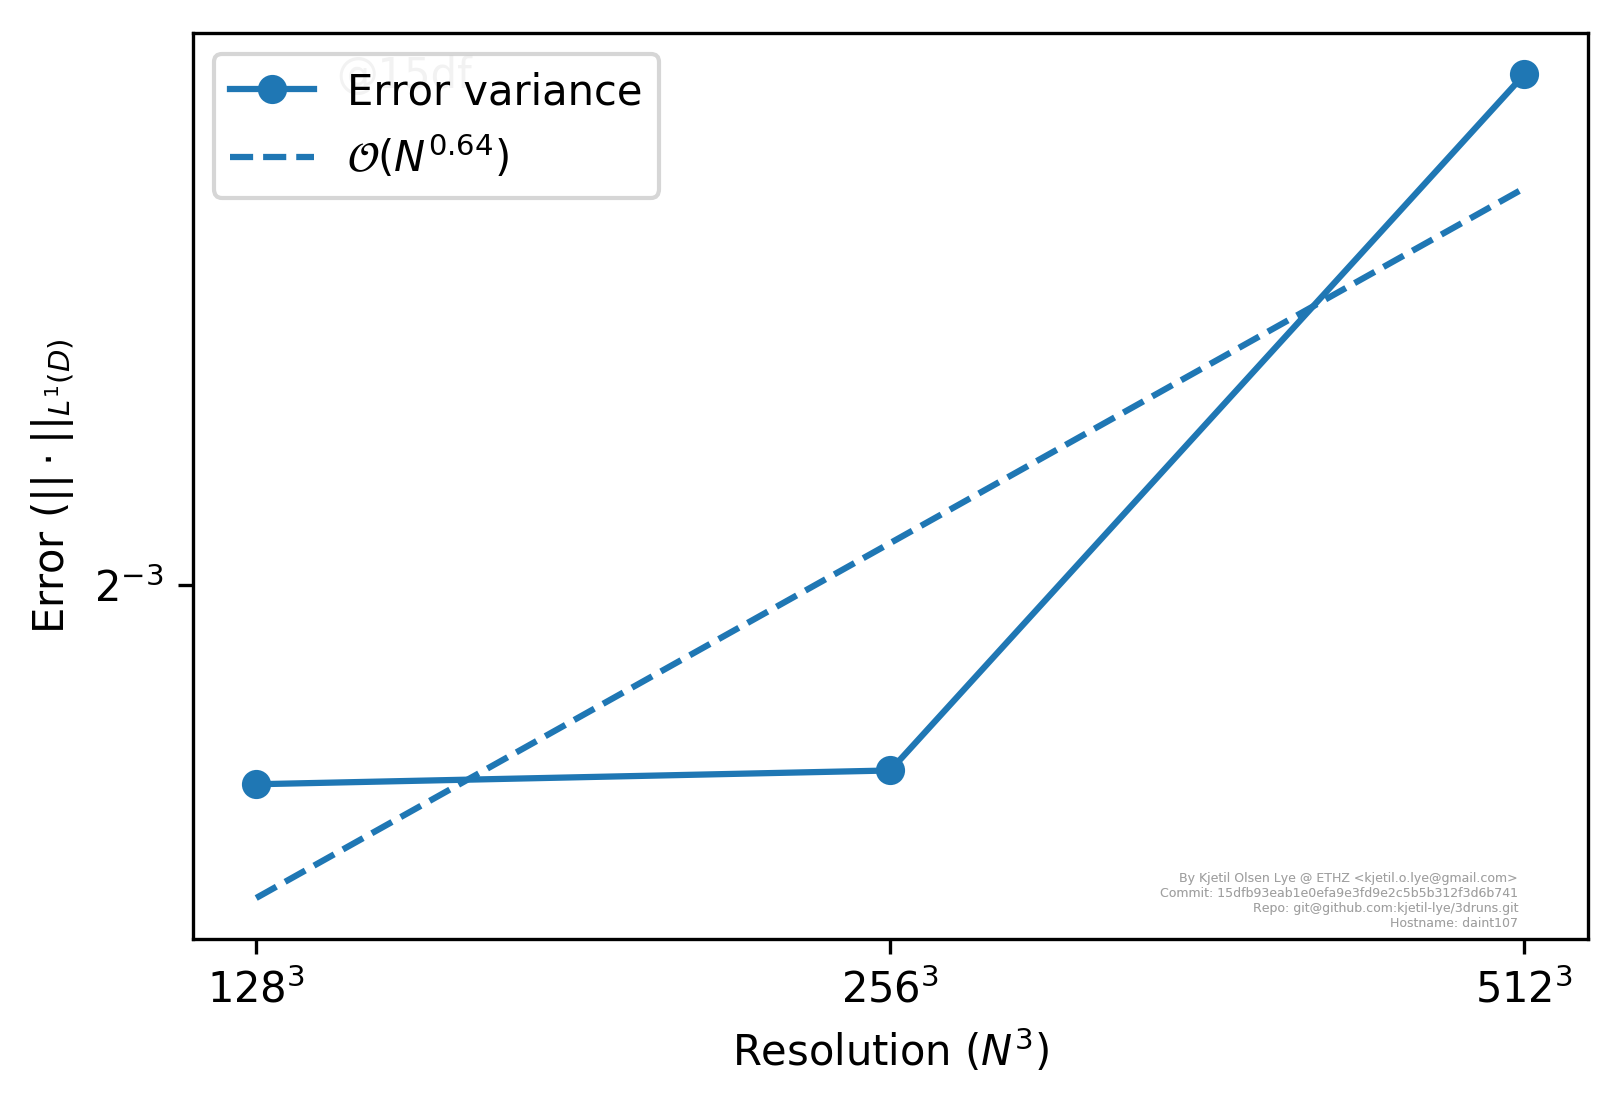 @15df
Error variance
𝒪(N^0.64)
Error (|| · ||_L^1(D)
2^−3
128^3
256^3
512^3
Resolution (N^3)
By Kjetil Olsen Lye @ ETHZ <kjetil.o.lye@gmail.com>
Commit: 15dfb93eab1e0efa9e3fd9e2c5b5b312f3d6b741
Repo: git@github.com:kjetil-lye/3druns.git
Hostname: daint107